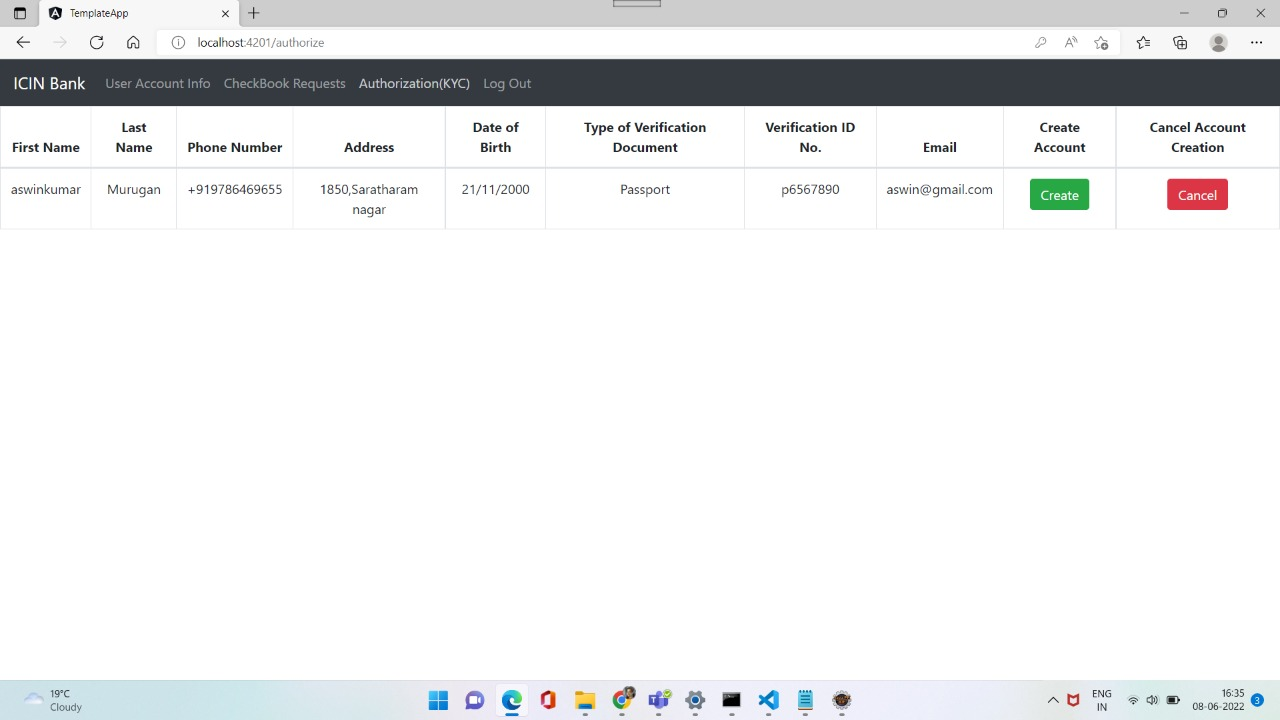 TemplateApp
localhost:4201/authorize
ICIN Bank User Account Info CheckBook Requests Authorization(KYC) Log Out
First Name Last Name Phone Number Address Date of Birth Type of Verification Document Verification ID No. Email Create Account Cancel Account Creation
aswinkumar Murugan +919786469655 1850,Saratharam nagar 21/11/2000 Passport p6567890 aswin@gmail.com Create Cancel
19°C
Cloudy
ENG
IN
16:35
08-06-2022
3